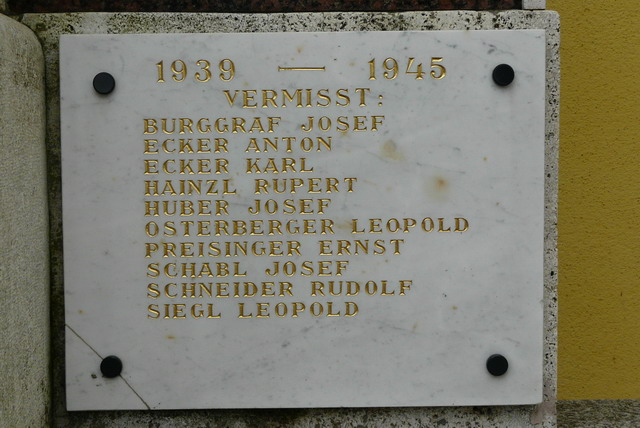 1939 — 1945
VERMISST:
BURGGRAF JOSEF
ECKER ANTON
ECKER KARL
HAINZL RUPERT
HUBER JOSEF
OSTERBERGER LEOPOLD
PREISINGER ERNST
SCHABL JOSEF
SCHNEIDER RUDOLF
SIEGL LEOPOLD